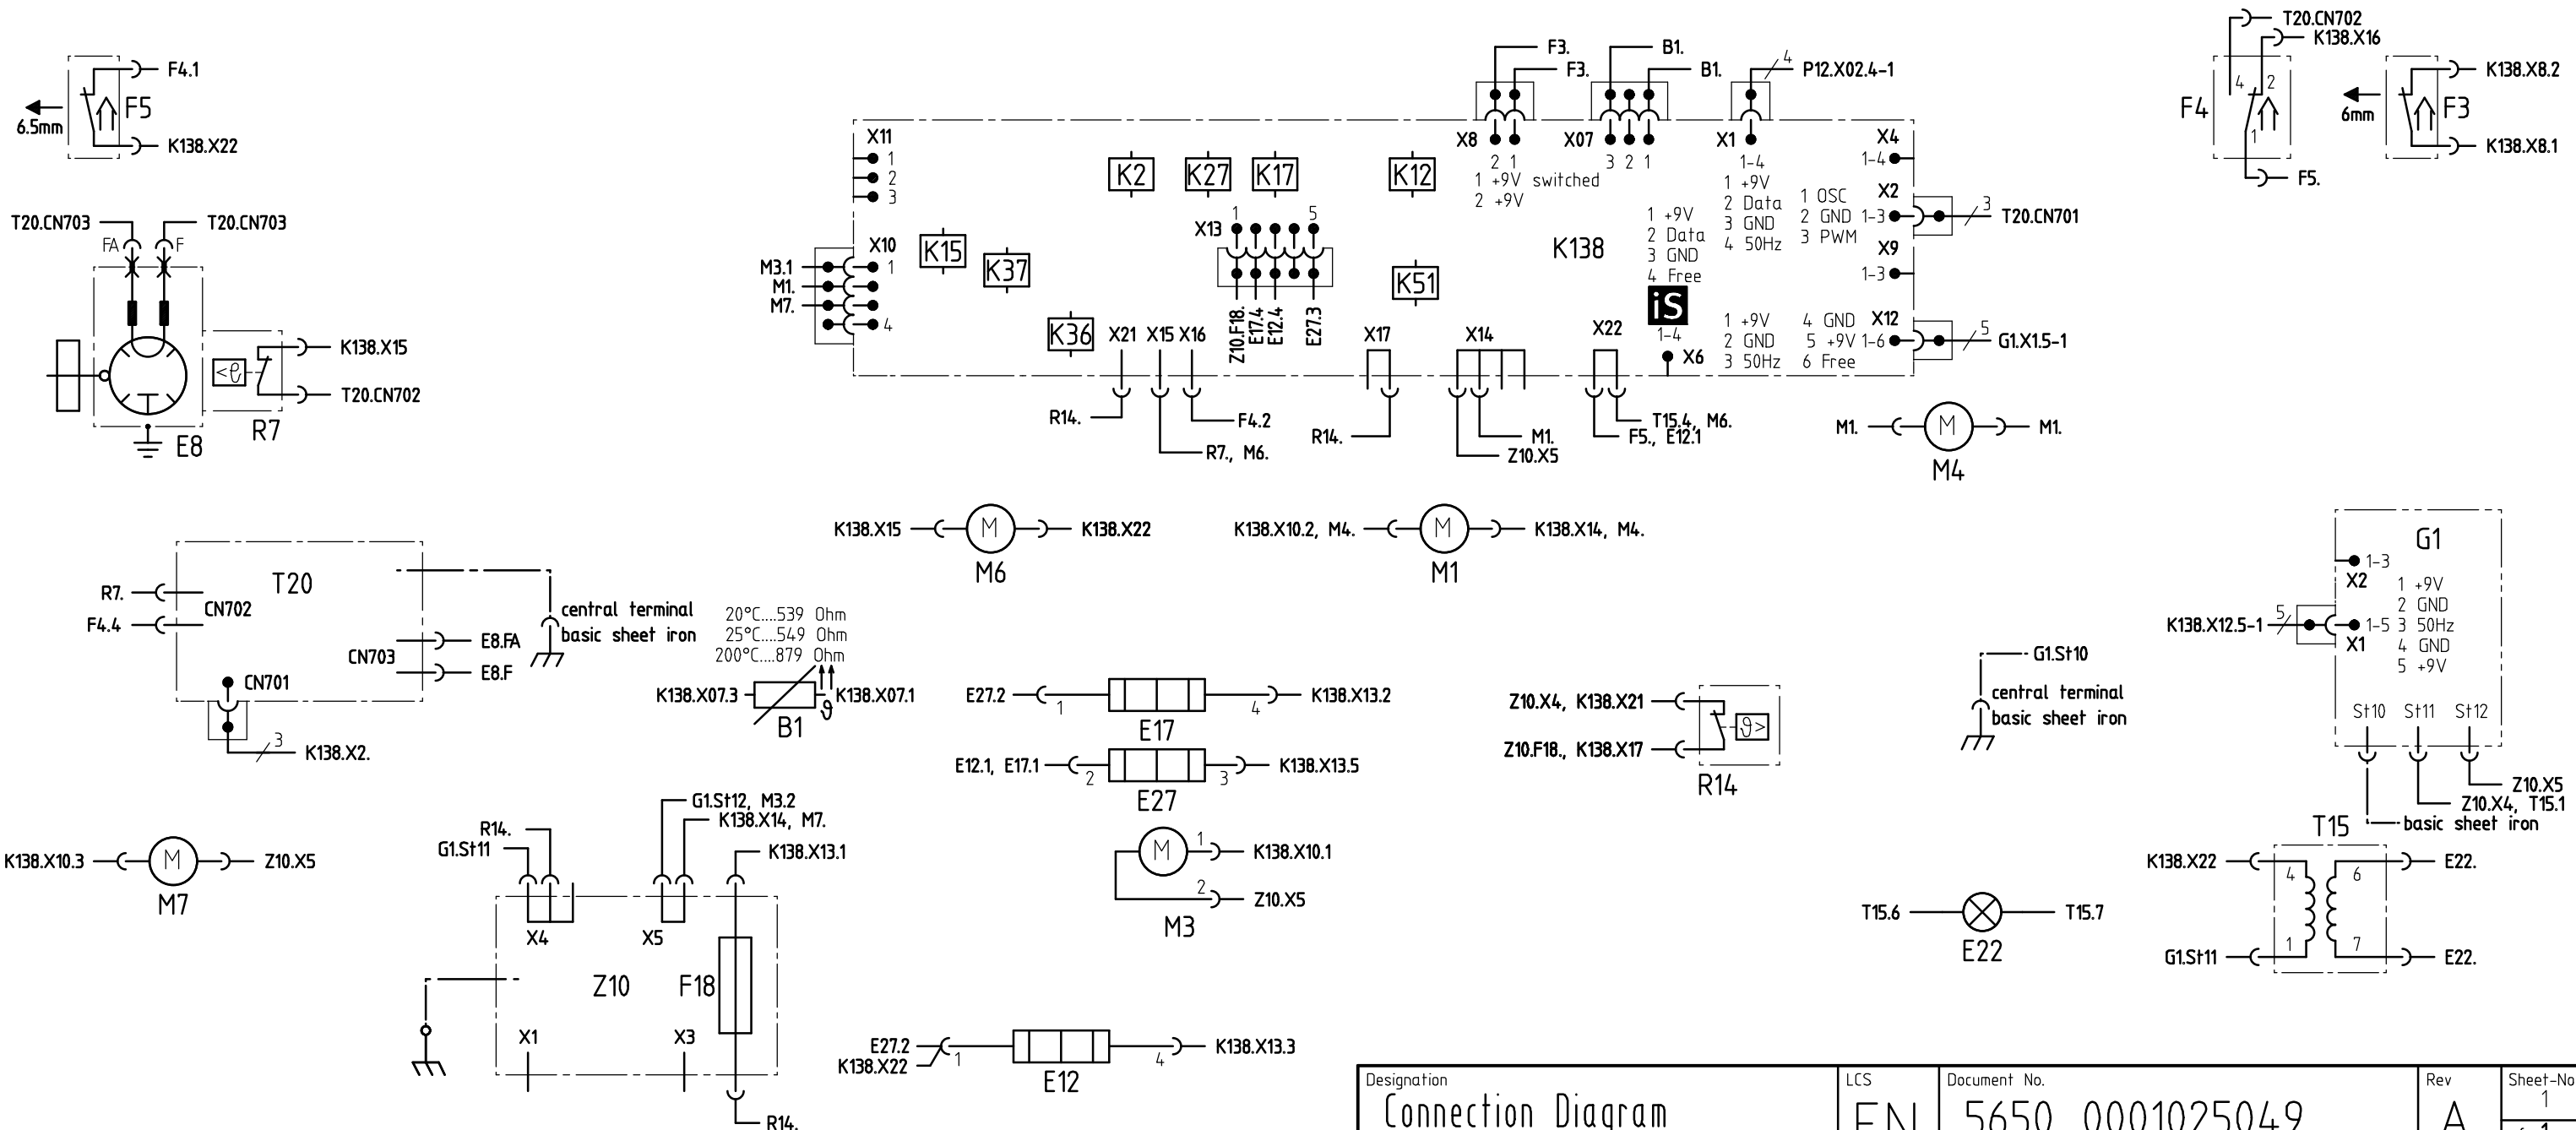 F4.1
F5
6.5mm
K138.X22
T20.CN703
T20.CN703
FA
F
K138.X15
T20.CN702
R7
E8
X11
1
2
3
X10
M3.1
1
M1.
M7.
4
K2
K27
K17
K12
K15
K37
K36
K51
K138
X13
1
5
Z10.F18.
E17.4
E12.4
E27.3
F3.
F3.
B1.
B1.
4
P12.X02.4-1
X8
X07
X1
2 1
3 2 1
1-4
1 +9V switched
2 +9V
1 +9V
2 Data
3 GND
4 50Hz
1 OSC
2 GND
3 PWM
X4
1-4
X2
1-3
3
T20.CN701
X9
1-3
1 +9V
2 Data
3 GND
4 Free
iS
1-4
X6
1 +9V
2 GND
3 50Hz
4 GND
5 +9V
6 Free
X12
1-6
5
G1.X1.5-1
X21
X15
X16
X17
X14
X22
R14.
F4.2
R7., M6.
R14.
M1.
Z10.X5
T15.4, M6.
F5., E12.1
T20.CN702
K138.X16
4
2
F4
1
F5.
6mm
K138.X8.2
F3
K138.X8.1
M1.
M
M1.
M4
K138.X15
M
K138.X22
M6
K138.X10.2, M4.
M
K138.X14, M4.
M1
T20
R7.
CN702
F4.4
CN703
E8.FA
E8.F
CN701
3
K138.X2.
central terminal
basic sheet iron
20°C....539 Ohm
25°C....549 Ohm
200°C....879 Ohm
K138.X07.3
K138.X07.1
ϑ
B1
E27.2
1
4
K138.X13.2
E17
E12.1, E17.1
2
3
K138.X13.5
E27
Z10.X4, K138.X21
Z10.F18., K138.X17
ϑ>
R14
G1.St10
central terminal
basic sheet iron
G1
1-3
X2
5
K138.X12.5-1
1-5
X1
1 +9V
2 GND
3 50Hz
4 GND
5 +9V
St10
St11
St12
Z10.X5
Z10.X4, T15.1
basic sheet iron
K138.X10.3
M
Z10.X5
M7
R14.
G1.St11
G1.St12, M3.2
K138.X14, M7.
K138.X13.1
X4
X5
Z10
F18
X1
X3
R14.
M
1
K138.X10.1
2
Z10.X5
M3
E27.2
K138.X22
1
4
K138.X13.3
E12
T15.6
T15.7
E22
T15
K138.X22
4
6
E22.
G1.St11
1
7
E22.
Designation
Connection Diagram
LCS
EN
Document No.
5650 0001025049
Rev
A
Sheet-No
1